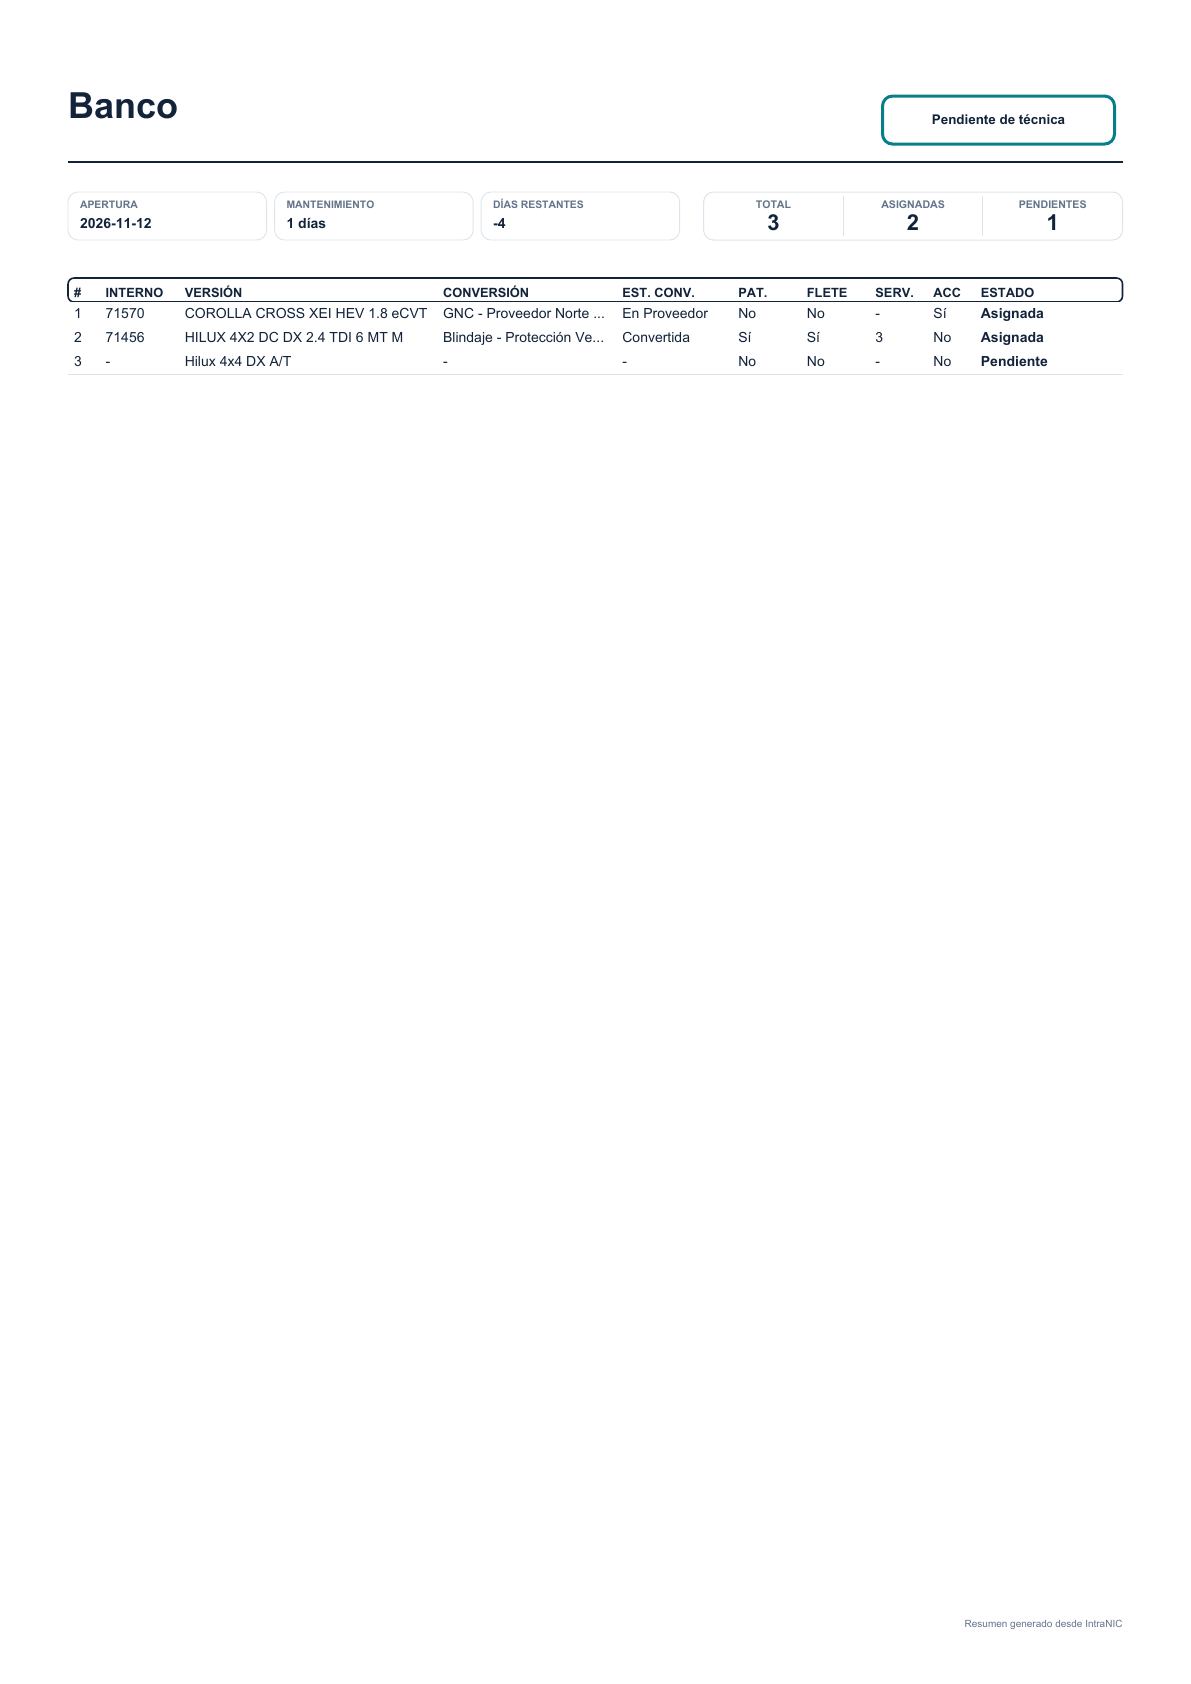 Banco
Pendiente de técnica
APERTURA
2026-11-12
MANTENIMIENTO
1 días
DÍAS RESTANTES
-4
TOTAL
3
ASIGNADAS
2
PENDIENTES
1
# INTERNO VERSIÓN CONVERSIÓN EST. CONV. PAT. FLETE SERV. ACC ESTADO
1 71570 COROLLA CROSS XEI HEV 1.8 eCVT GNC - Proveedor Norte ... En Proveedor No No - Sí Asignada
2 71456 HILUX 4X2 DC DX 2.4 TDI 6 MT M Blindaje - Protección Ve... Convertida Sí Sí 3 No Asignada
3 - Hilux 4x4 DX A/T - - No No - No Pendiente
Resumen generado desde IntraNIC